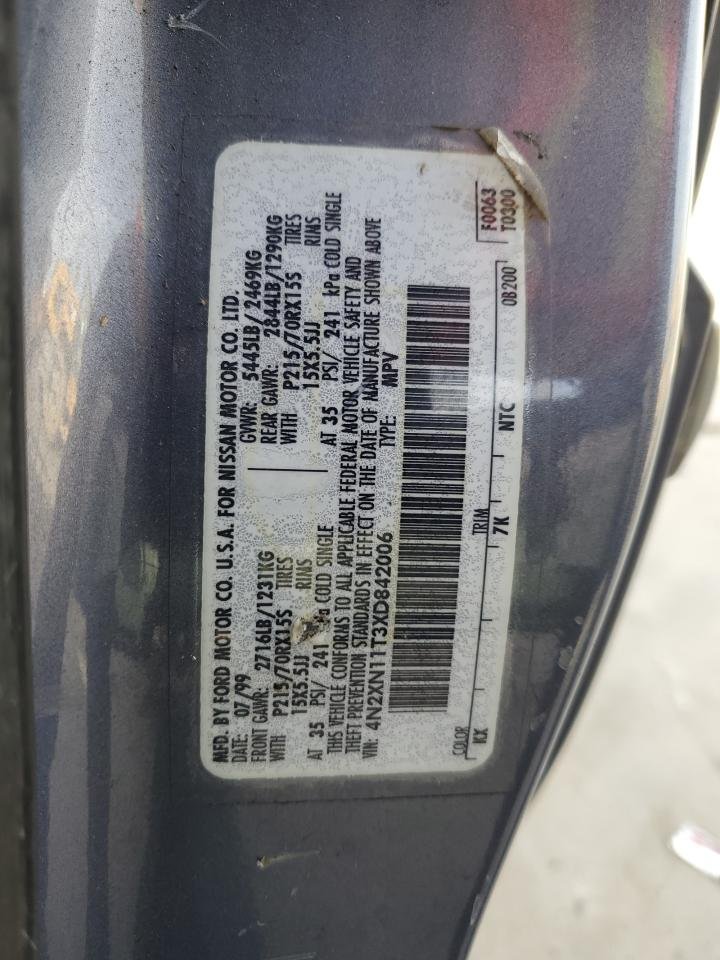 MFD. BY FORD MOTOR CO. U.S.A. FOR NISSAN MOTOR CO. LTD.
DATE: 07/99 GVWR: 5445LB/2469KG
FRONT GAWR: 2716LB/1231KG REAR GAWR: 2844LB/1290KG
WITH P215/70RX15S TIRES WITH P215/70RX15S TIRES
15X5.5JJ RIMS 15X5.5JJ RIMS
AT 35 PSI/ 241 kPa COLD SINGLE AT 35 PSI/ 241 kPa COLD SINGLE
THIS VEHICLE CONFORMS TO ALL APPLICABLE FEDERAL MOTOR VEHICLE SAFETY AND
THEFT PREVENTION STANDARDS IN EFFECT ON THE DATE OF MANUFACTURE SHOWN ABOVE
VIN: 4N2XN11T3XD842006 TYPE: MPV
F0063
T0300
COLOR TRIM
KX 7K NTC 0B200